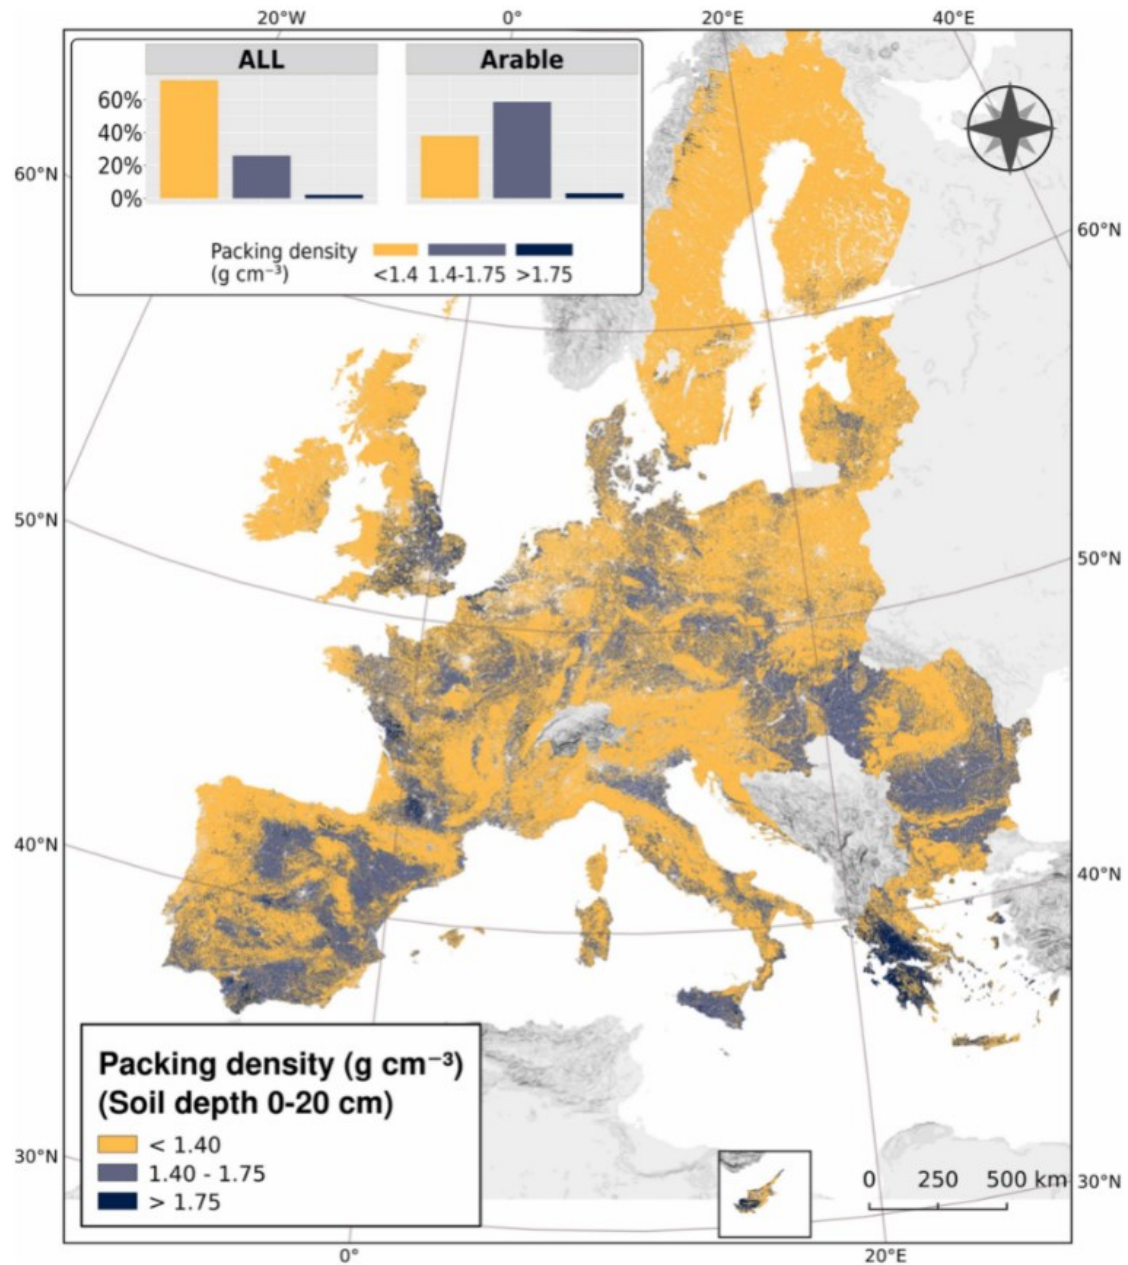 20°W 0° 20°E 40°E
ALL Arable
60%
40%
20%
0%
Packing density
(g cm⁻³)
<1.4 1.4-1.75 >1.75
60°N
60°N
50°N
50°N
40°N
40°N
30°N
30°N
Packing density (g cm⁻³)
(Soil depth 0-20 cm)
< 1.40
1.40 - 1.75
> 1.75
0 250 500 km
0° 20°E